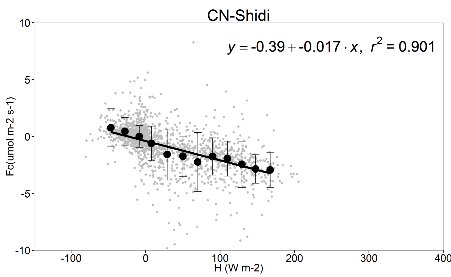 CN-Shidi
y = -0.39 + -0.017 · x, r² = 0.901
Fc(umol m-2 s-1)
10
5
0
-5
-10
-100 0 100 200 300 400
H (W m-2)